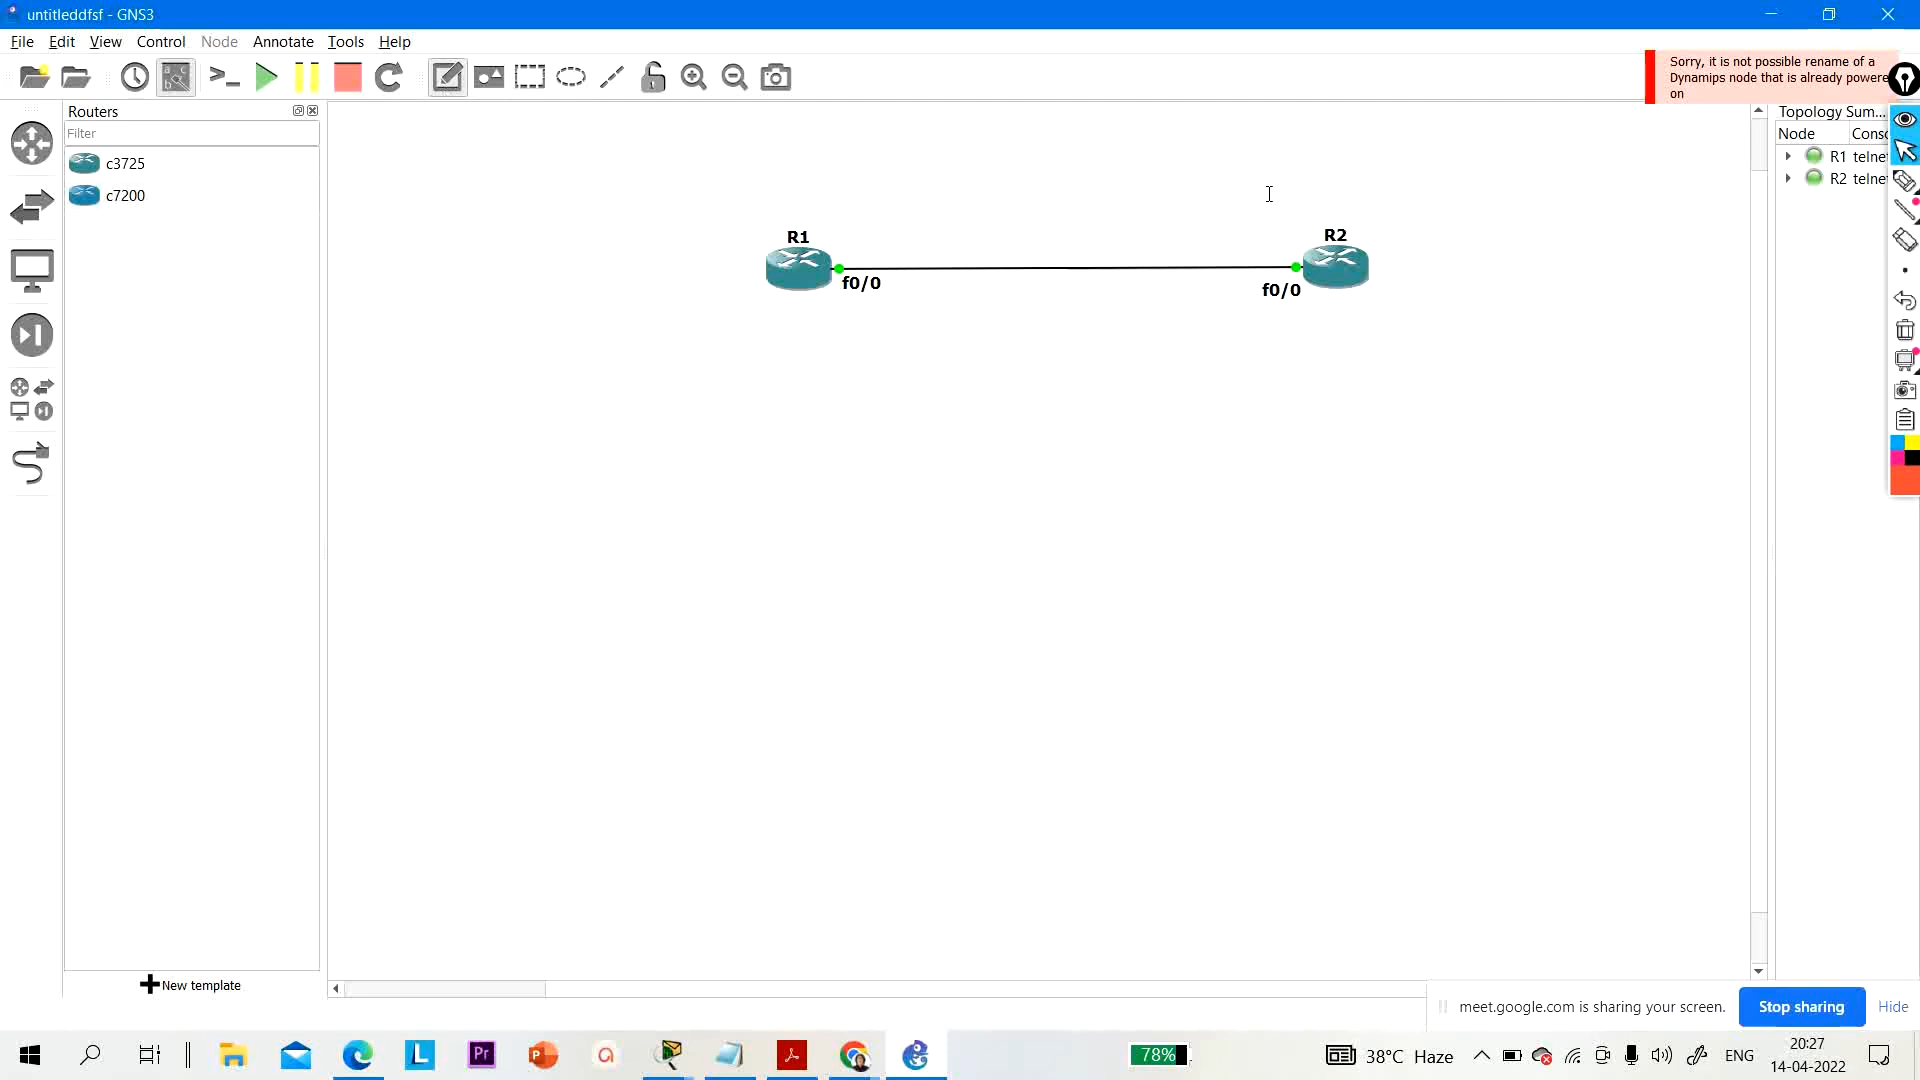 untitleddfsf - GNS3
File Edit View Control Node Annotate Tools Help
Sorry, it is not possible rename of a
Dynamips node that is already powere
on
Routers
Filter
c3725
c7200
New template
R1
f0/0
R2
f0/0
Topology Sum...
Node Conso
R1 telnet
R2 telnet
meet.google.com is sharing your screen. Stop sharing Hide
78%
38°C Haze
ENG
20:27
14-04-2022